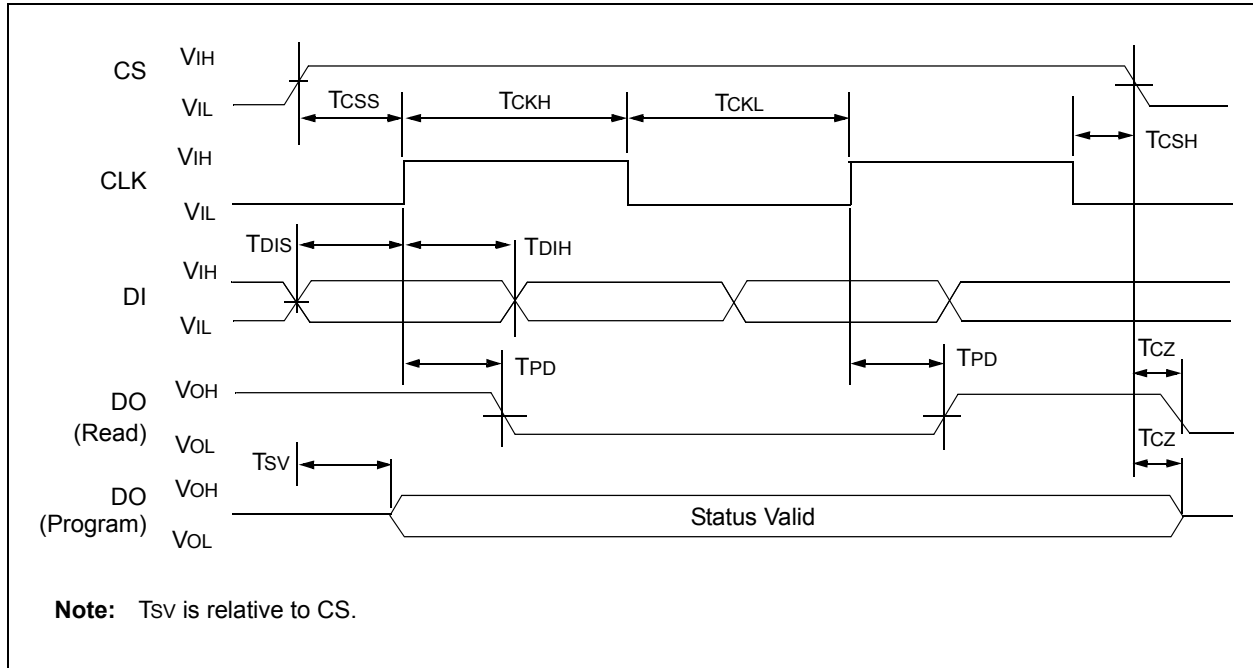 CS
VIH
VIL
TCSS
TCKH
TCKL
TCSH
CLK
VIH
VIL
TDIS
TDIH
DI
VIH
VIL
TPD
TPD
TCZ
DO
(Read)
VOH
VOL
TSV
TCZ
DO
(Program)
VOH
VOL
Status Valid
Note: TSV is relative to CS.